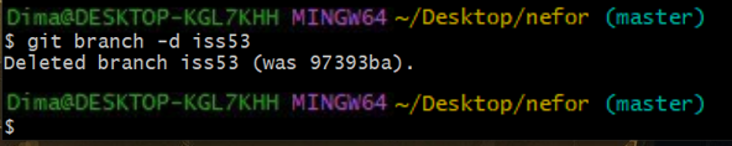 Dima@DESKTOP-KGL7KHH MINGW64 ~/Desktop/nefor (master)
$ git branch -d iss53
Deleted branch iss53 (was 97393ba).
Dima@DESKTOP-KGL7KHH MINGW64 ~/Desktop/nefor (master)
$